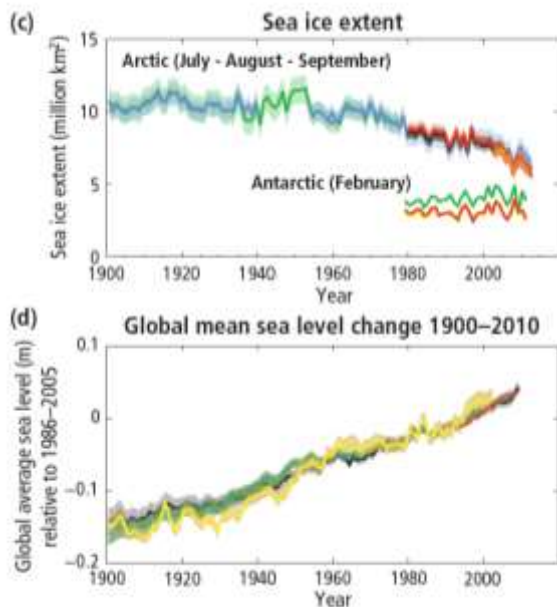 (c) Sea ice extent
Arctic (July - August - September)
Antarctic (February)
Sea ice extent (million km²)
15
10
5
0
1900 1920 1940 1960 1980 2000
Year
(d) Global mean sea level change 1900–2010
Global average sea level (m)
relative to 1986–2005
0.1
0
−0.1
−0.2
1900 1920 1940 1960 1980 2000
Year